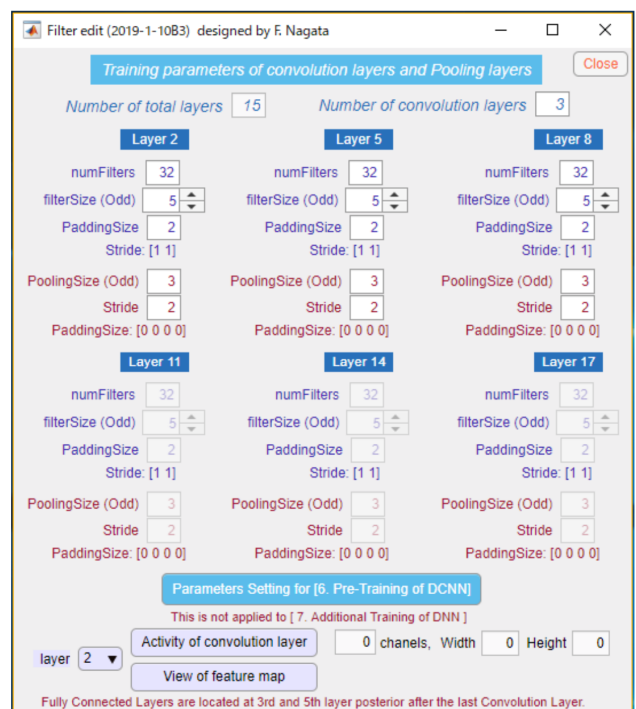 Filter edit (2019-1-10B3) designed by F. Nagata
Training parameters of convolution layers and Pooling layers
Close
Number of total layers 15 Number of convolution layers 3
Layer 2 Layer 5 Layer 8
numFilters 32 numFilters 32 numFilters 32
filterSize (Odd) 5 filterSize (Odd) 5 filterSize (Odd) 5
PaddingSize 2 PaddingSize 2 PaddingSize 2
Stride: [1 1] Stride: [1 1] Stride: [1 1]
PoolingSize (Odd) 3 PoolingSize (Odd) 3 PoolingSize (Odd) 3
Stride 2 Stride 2 Stride 2
PaddingSize: [0 0 0 0] PaddingSize: [0 0 0 0] PaddingSize: [0 0 0 0]
Layer 11 Layer 14 Layer 17
numFilters 32 numFilters 32 numFilters 32
filterSize (Odd) 5 filterSize (Odd) 5 filterSize (Odd) 5
PaddingSize 2 PaddingSize 2 PaddingSize 2
Stride: [1 1] Stride: [1 1] Stride: [1 1]
PoolingSize (Odd) 3 PoolingSize (Odd) 3 PoolingSize (Odd) 3
Stride 2 Stride 2 Stride 2
PaddingSize: [0 0 0 0] PaddingSize: [0 0 0 0] PaddingSize: [0 0 0 0]
Parameters Setting for [6. Pre-Training of DCNN]
This is not applied to [ 7. Additional Training of DNN ]
layer 2 Activity of convolution layer 0 chanels, Width 0 Height 0
View of feature map
Fully Connected Layers are located at 3rd and 5th layer posterior after the last Convolution Layer.